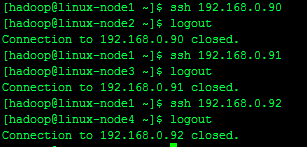 [hadoop@linux-node1 ~]$ ssh 192.168.0.90
[hadoop@linux-node2 ~]$ logout
Connection to 192.168.0.90 closed.
[hadoop@linux-node1 ~]$ ssh 192.168.0.91
[hadoop@linux-node3 ~]$ logout
Connection to 192.168.0.91 closed.
[hadoop@linux-node1 ~]$ ssh 192.168.0.92
[hadoop@linux-node4 ~]$ logout
Connection to 192.168.0.92 closed.